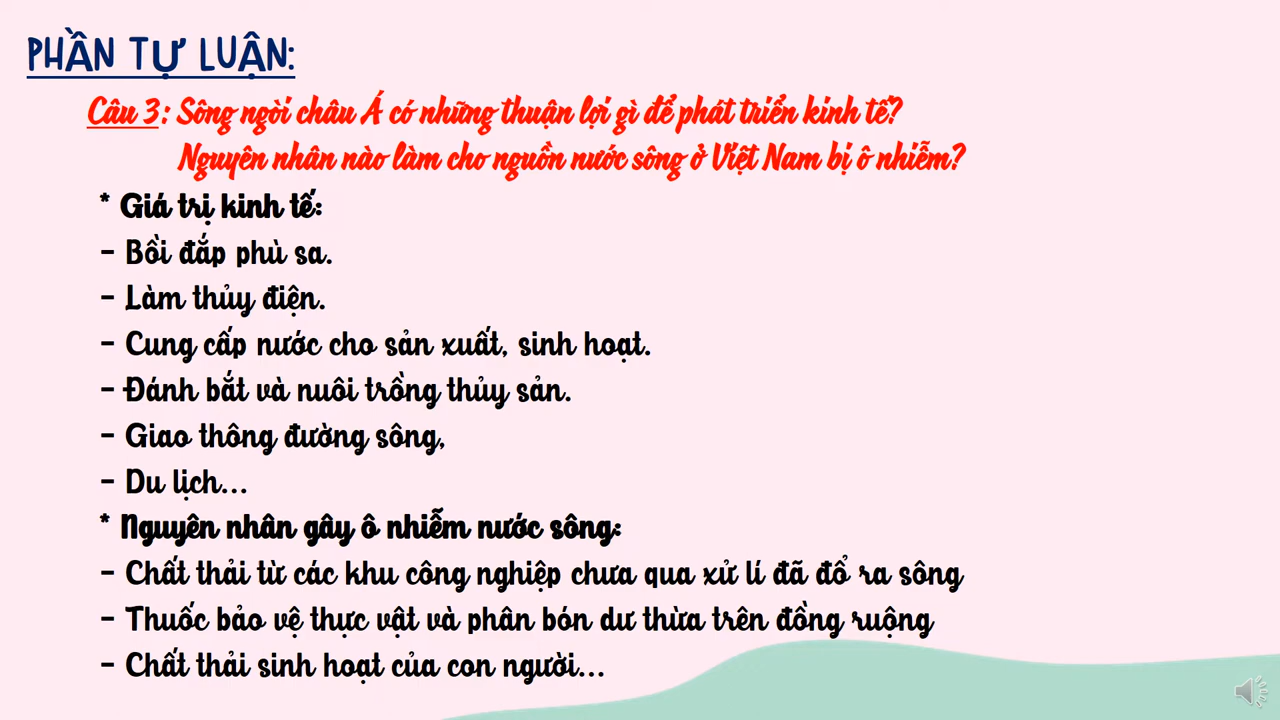 PHẦN TỰ LUẬN:
Câu 3: Sông ngòi châu Á có những thuận lợi gì để phát triển kinh tế?
Nguyên nhân nào làm cho nguồn nước sông ở Việt Nam bị ô nhiễm?
* Giá trị kinh tế:
- Bồi đắp phù sa.
- Làm thủy điện.
- Cung cấp nước cho sản xuất, sinh hoạt.
- Đánh bắt và nuôi trồng thủy sản.
- Giao thông đường sông,
- Du lịch...
* Nguyên nhân gây ô nhiễm nước sông:
- Chất thải từ các khu công nghiệp chưa qua xử lí đã đổ ra sông
- Thuốc bảo vệ thực vật và phân bón dư thừa trên đồng ruộng
- Chất thải sinh hoạt của con người...